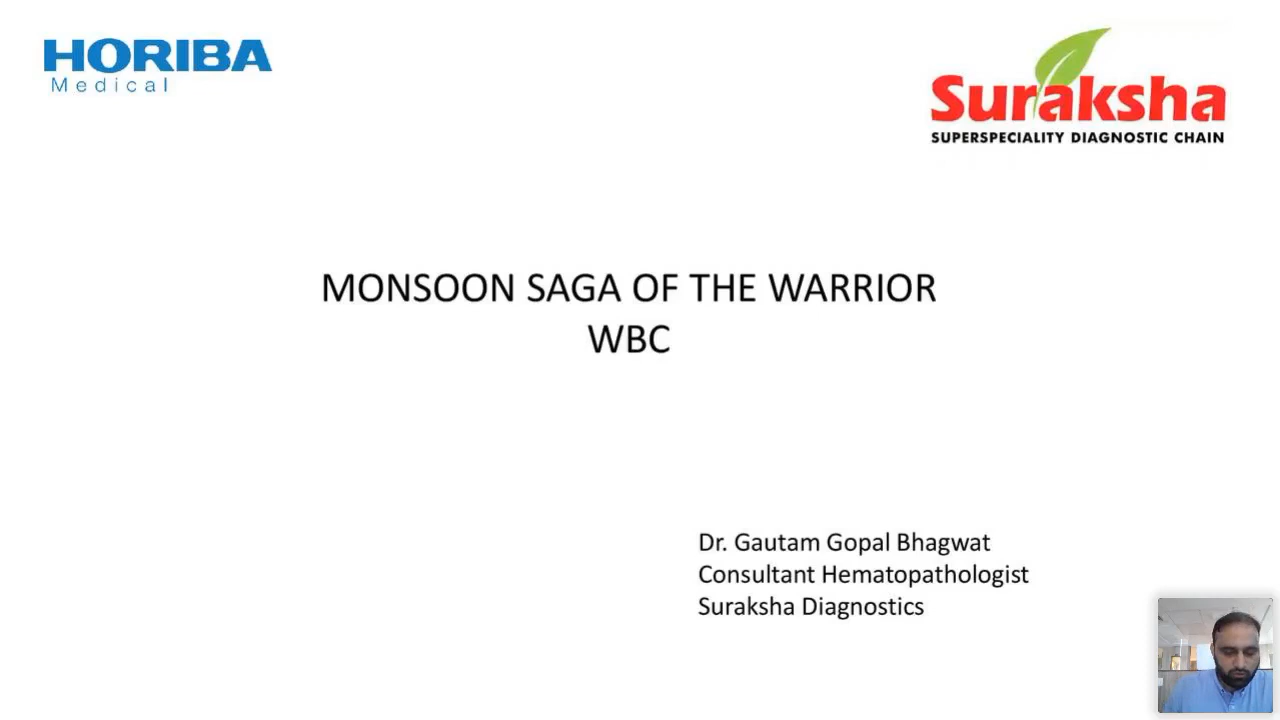 HORIBA
Medical
Suraksha
SUPERSPECIALITY DIAGNOSTIC CHAIN
MONSOON SAGA OF THE WARRIOR
WBC
Dr. Gautam Gopal Bhagwat
Consultant Hematopathologist
Suraksha Diagnostics